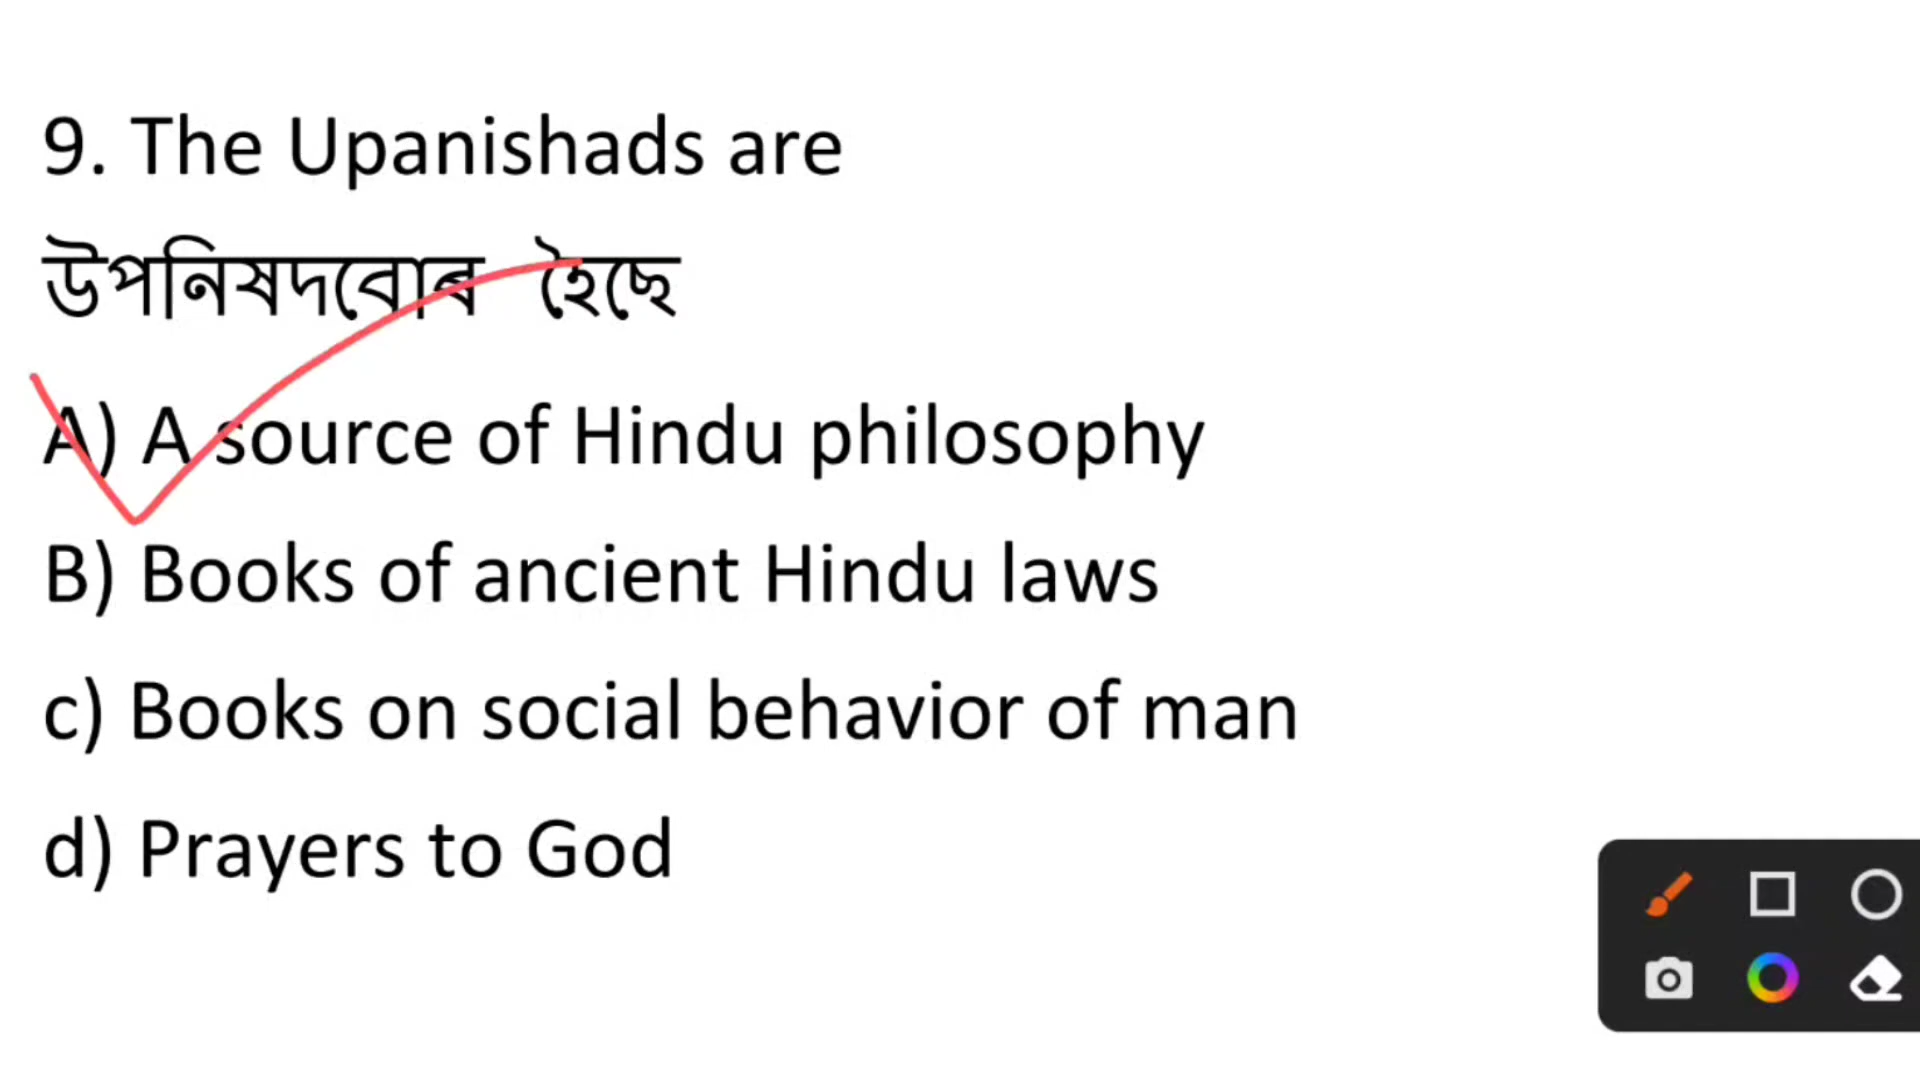 9. The Upanishads are
উপনিষদবোৰ হৈছে
A) A source of Hindu philosophy
B) Books of ancient Hindu laws
c) Books on social behavior of man
d) Prayers to God